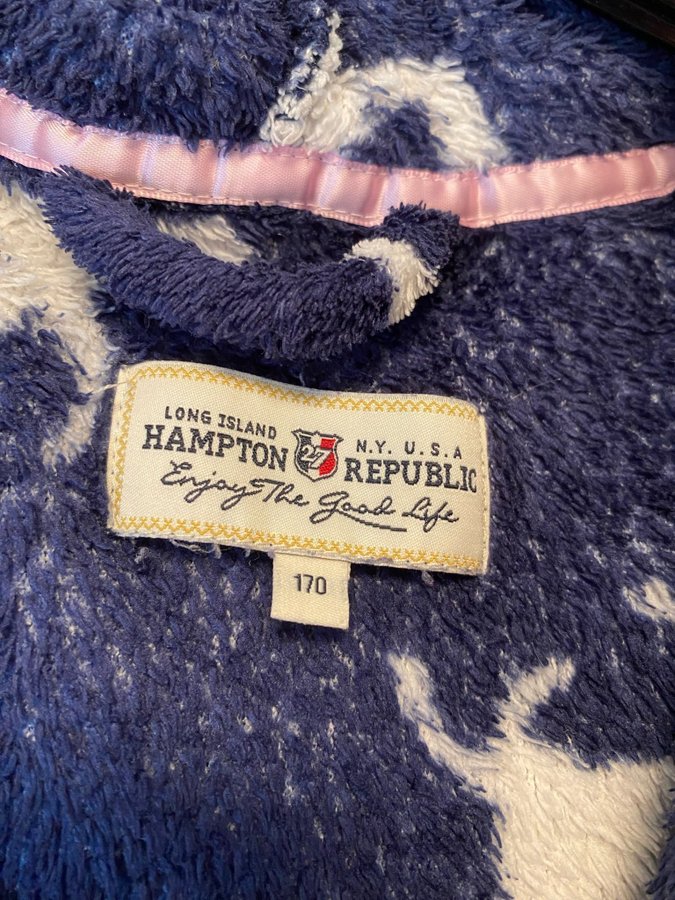 LONG ISLAND
HAMPTON
27
N.Y. U.S.A
REPUBLIC
Enjoy The Good Life
170